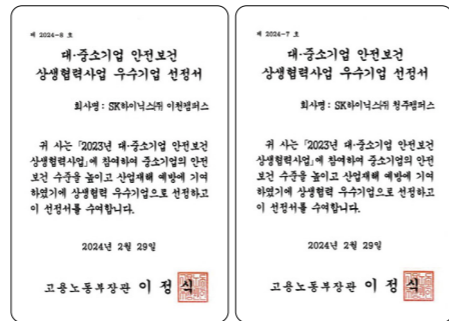 제 2024-8 호
대·중소기업 안전보건
상생협력사업 우수기업 선정서
회사명 : SK하이닉스㈜ 이천캠퍼스
귀 사는 「2023년 대·중소기업 안전보건
상생협력사업」에 참여하여 중소기업의 안전
보건 수준을 높이고 산업재해 예방에 기여
하였기에 상생협력 우수기업으로 선정하고
이 선정서를 수여합니다.
2024년 2월 29일
고용노동부장관 이 정 식
제 2024-7 호
대·중소기업 안전보건
상생협력사업 우수기업 선정서
회사명 : SK하이닉스㈜ 청주캠퍼스
귀 사는 「2023년 대·중소기업 안전보건
상생협력사업」에 참여하여 중소기업의 안전
보건 수준을 높이고 산업재해 예방에 기여
하였기에 상생협력 우수기업으로 선정하고
이 선정서를 수여합니다.
2024년 2월 29일
고용노동부장관 이 정 식